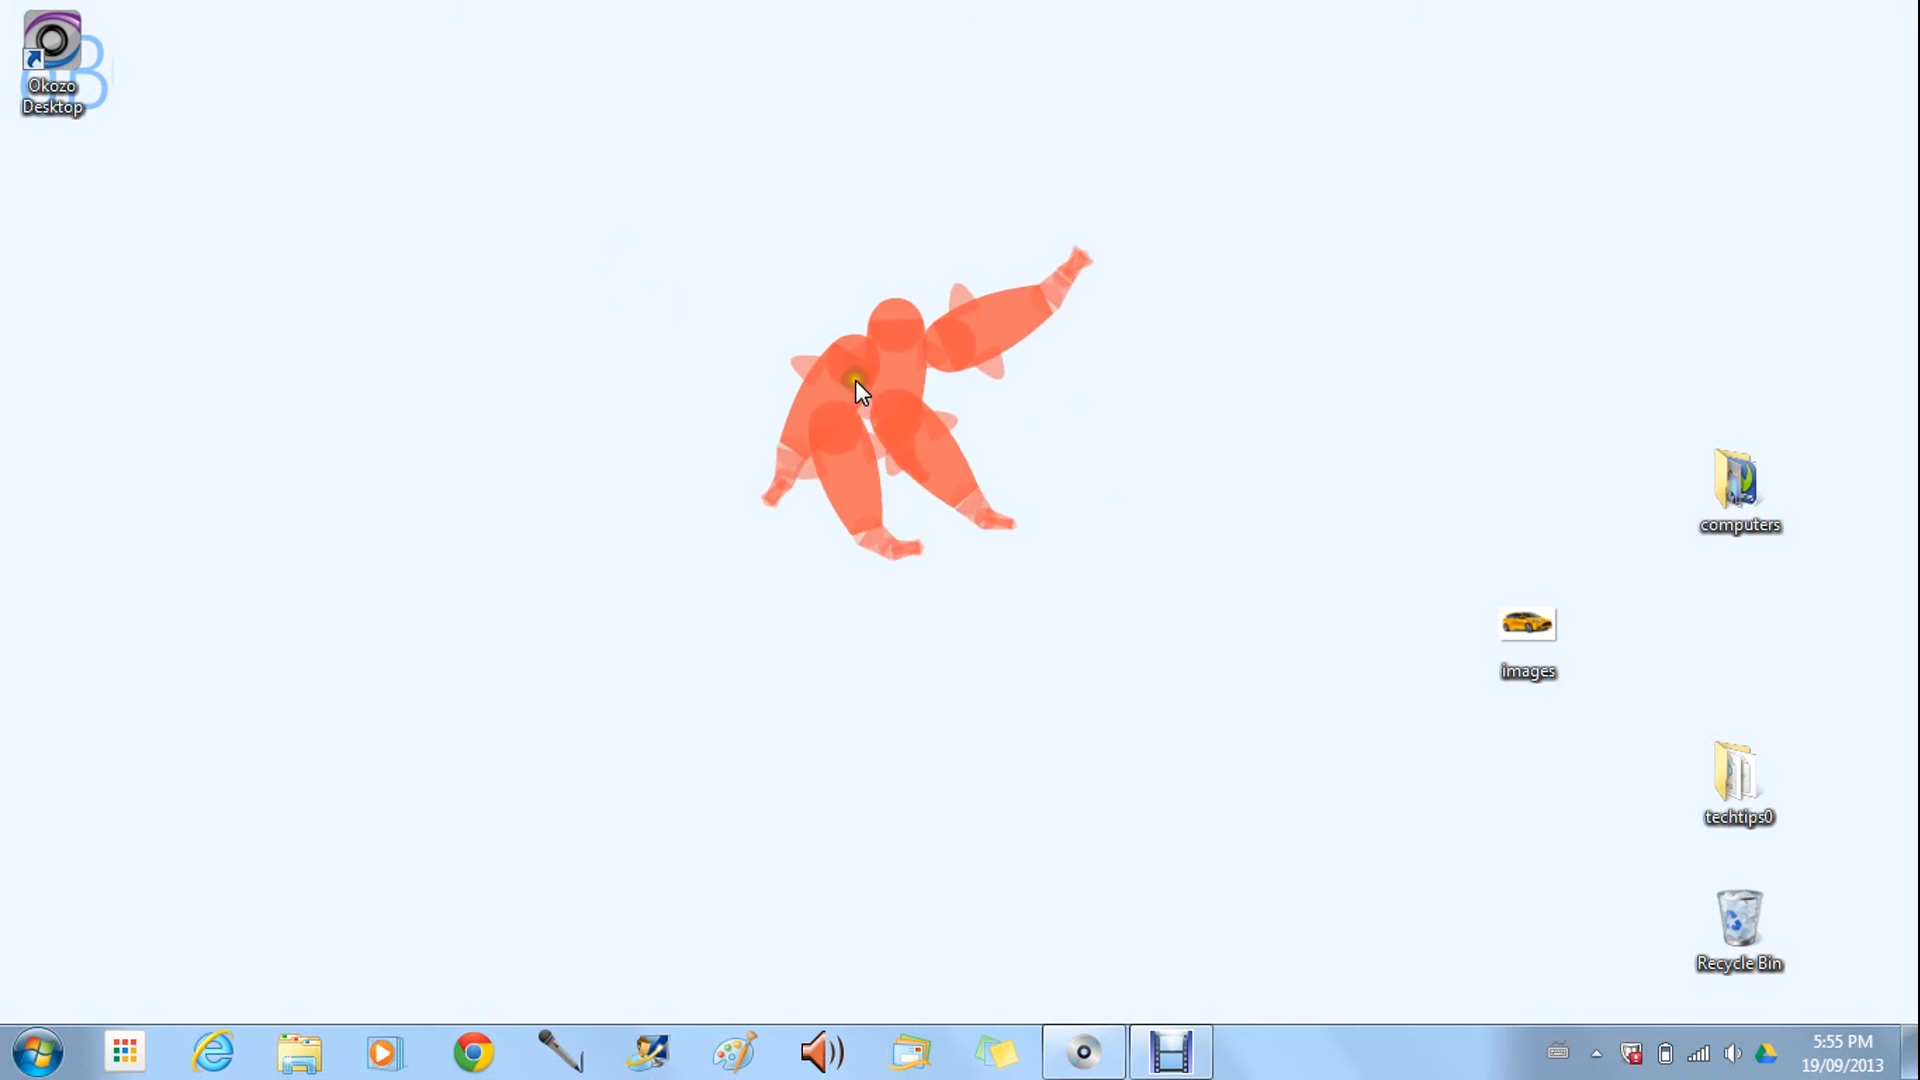 Okozo
Desktop
computers
images
techtips0
Recycle Bin
5:55 PM
19/09/2013